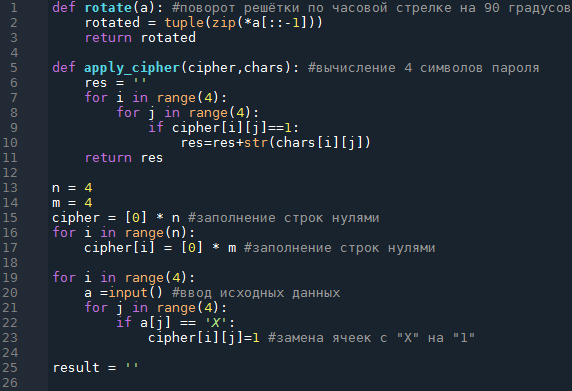 1 def rotate(a): #поворот решётки по часовой стрелке на 90 градусов
2     rotated = tuple(zip(*a[::-1]))
3     return rotated
4
5 def apply_cipher(cipher,chars): #вычисление 4 символов пароля
6     res = ''
7     for i in range(4):
8         for j in range(4):
9             if cipher[i][j]==1:
10                 res=res+str(chars[i][j])
11     return res
12
13 n = 4
14 m = 4
15 cipher = [0] * n #заполнение строк нулями
16 for i in range(n):
17     cipher[i] = [0] * m #заполнение строк нулями
18
19 for i in range(4):
20     a =input() #ввод исходных данных
21     for j in range(4):
22         if a[j] == 'X':
23             cipher[i][j]=1 #замена ячеек с "X" на "1"
24
25 result = ''
26